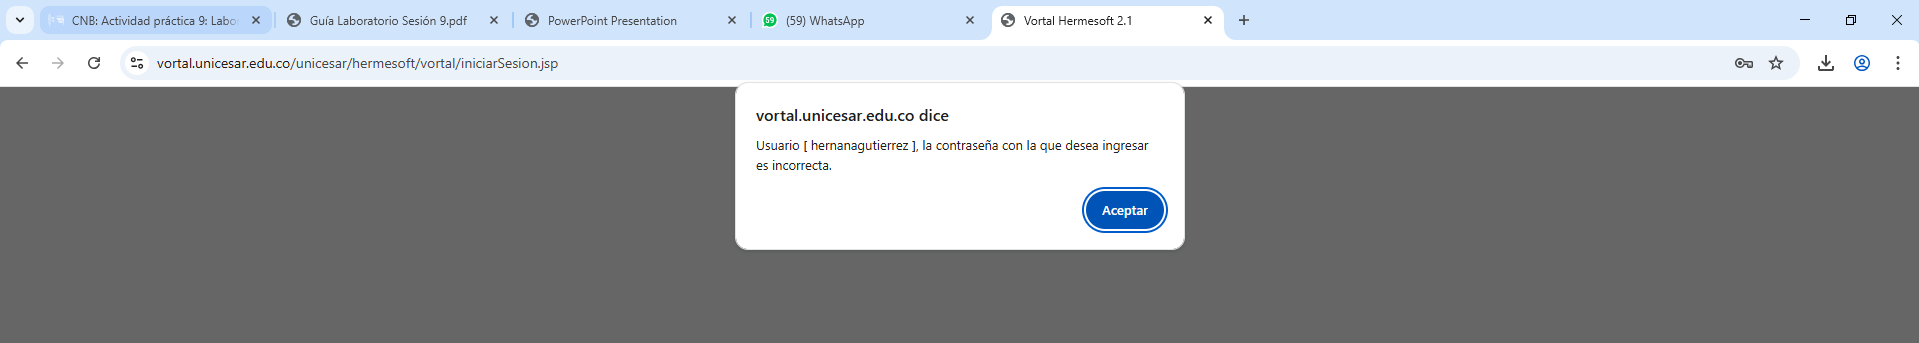 CNB: Actividad práctica 9: Labo
Guía Laboratorio Sesión 9.pdf
PowerPoint Presentation
59
(59) WhatsApp
Vortal Hermesoft 2.1
vortal.unicesar.edu.co/unicesar/hermesoft/vortal/iniciarSesion.jsp
vortal.unicesar.edu.co dice
Usuario [ hernanagutierrez ], la contraseña con la que desea ingresar
es incorrecta.
Aceptar